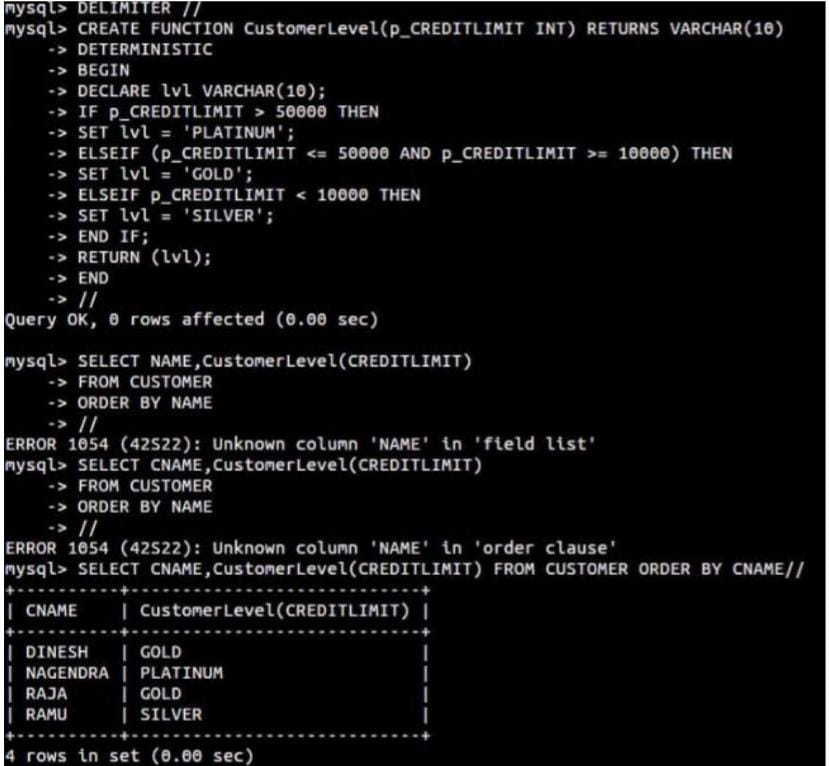 mysql> DELIMITER //
mysql> CREATE FUNCTION CustomerLevel(p_CREDITLIMIT INT) RETURNS VARCHAR(10)
    -> DETERMINISTIC
    -> BEGIN
    -> DECLARE lvl VARCHAR(10);
    -> IF p_CREDITLIMIT > 50000 THEN
    -> SET lvl = 'PLATINUM';
    -> ELSEIF (p_CREDITLIMIT <= 50000 AND p_CREDITLIMIT >= 10000) THEN
    -> SET lvl = 'GOLD';
    -> ELSEIF p_CREDITLIMIT < 10000 THEN
    -> SET lvl = 'SILVER';
    -> END IF;
    -> RETURN (lvl);
    -> END
    -> //
Query OK, 0 rows affected (0.00 sec)

mysql> SELECT NAME,CustomerLevel(CREDITLIMIT)
    -> FROM CUSTOMER
    -> ORDER BY NAME
    -> //
ERROR 1054 (42S22): Unknown column 'NAME' in 'field list'
mysql> SELECT CNAME,CustomerLevel(CREDITLIMIT)
    -> FROM CUSTOMER
    -> ORDER BY NAME
    -> //
ERROR 1054 (42S22): Unknown column 'NAME' in 'order clause'
mysql> SELECT CNAME,CustomerLevel(CREDITLIMIT) FROM CUSTOMER ORDER BY CNAME//
+----------+----------------------------+
| CNAME    | CustomerLevel(CREDITLIMIT) |
+----------+----------------------------+
| DINESH   | GOLD                       |
| NAGENDRA | PLATINUM                   |
| RAJA     | GOLD                       |
| RAMU     | SILVER                     |
+----------+----------------------------+
4 rows in set (0.00 sec)